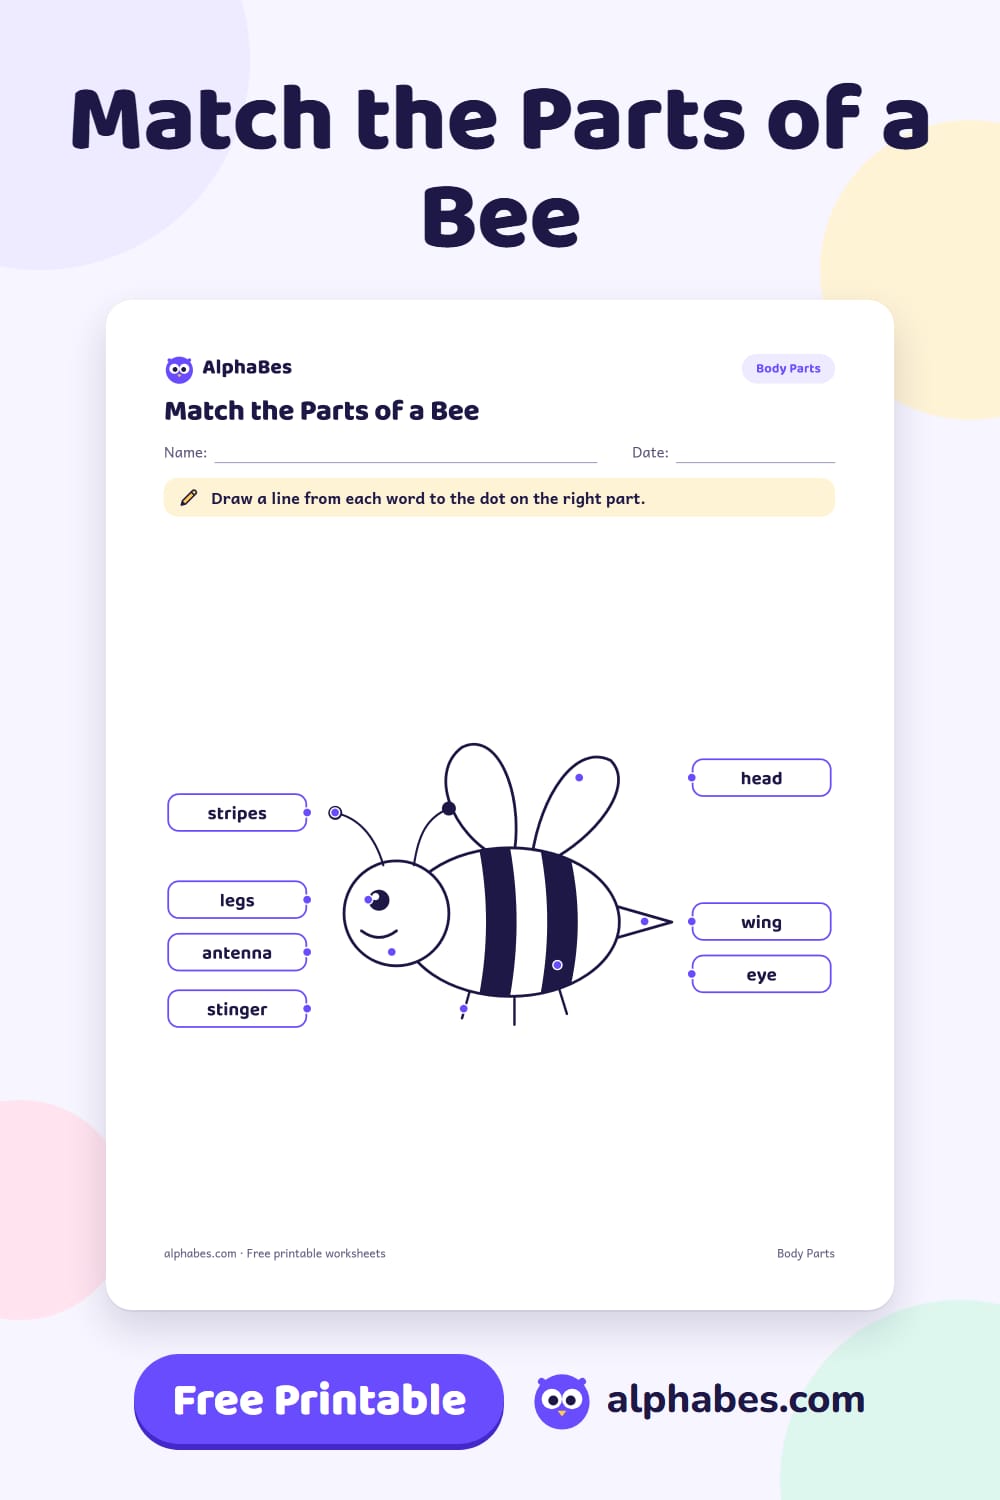 Match the Parts of a
Bee
AlphaBes
Body Parts
Match the Parts of a Bee
Name:
Date:
Draw a line from each word to the dot on the right part.
head
stripes
legs
wing
antenna
eye
stinger
alphabes.com · Free printable worksheets
Body Parts
Free Printable
alphabes.com